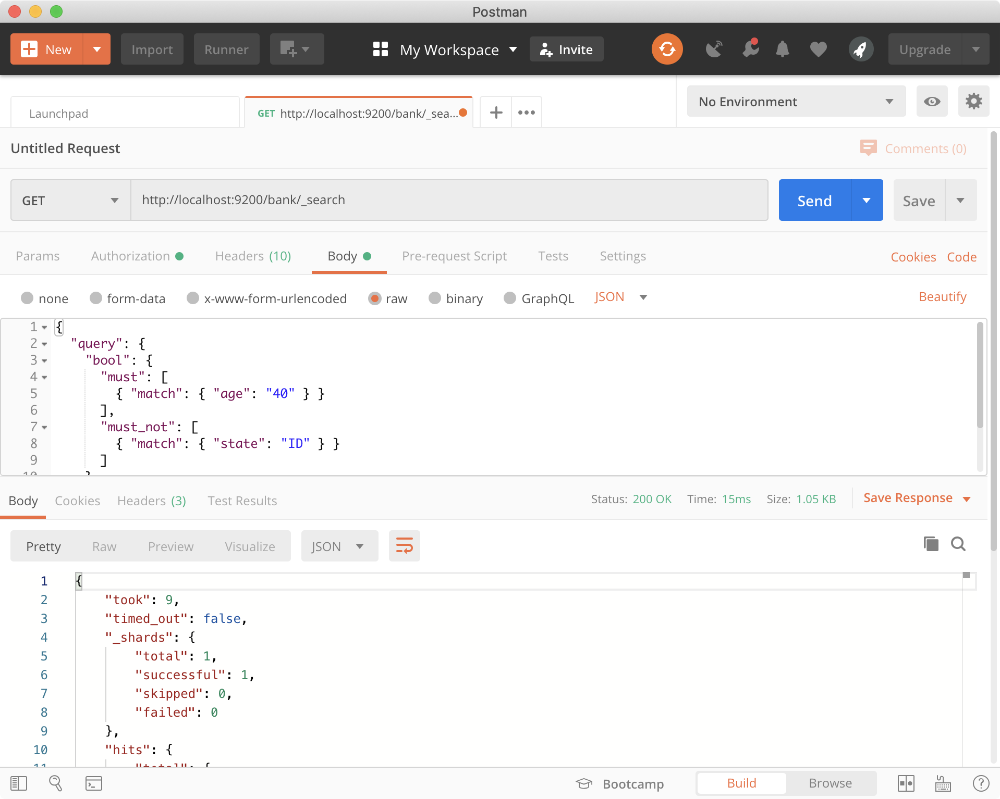 Postman
New Import Runner My Workspace Invite Upgrade
Launchpad GET http://localhost:9200/bank/_sea... No Environment
Untitled Request Comments (0)
GET http://localhost:9200/bank/_search Send Save
Params Authorization Headers (10) Body Pre-request Script Tests Settings Cookies Code
none form-data x-www-form-urlencoded raw binary GraphQL JSON Beautify
1 {
2 "query": {
3 "bool": {
4 "must": [
5 { "match": { "age": "40" } }
6 ],
7 "must_not": [
8 { "match": { "state": "ID" } }
9 ]
10 }
Body Cookies Headers (3) Test Results Status: 200 OK Time: 15ms Size: 1.05 KB Save Response
Pretty Raw Preview Visualize JSON
1 {
2 "took": 9,
3 "timed_out": false,
4 "_shards": {
5 "total": 1,
6 "successful": 1,
7 "skipped": 0,
8 "failed": 0
9 },
10 "hits": {
11 "total": {
Bootcamp Build Browse